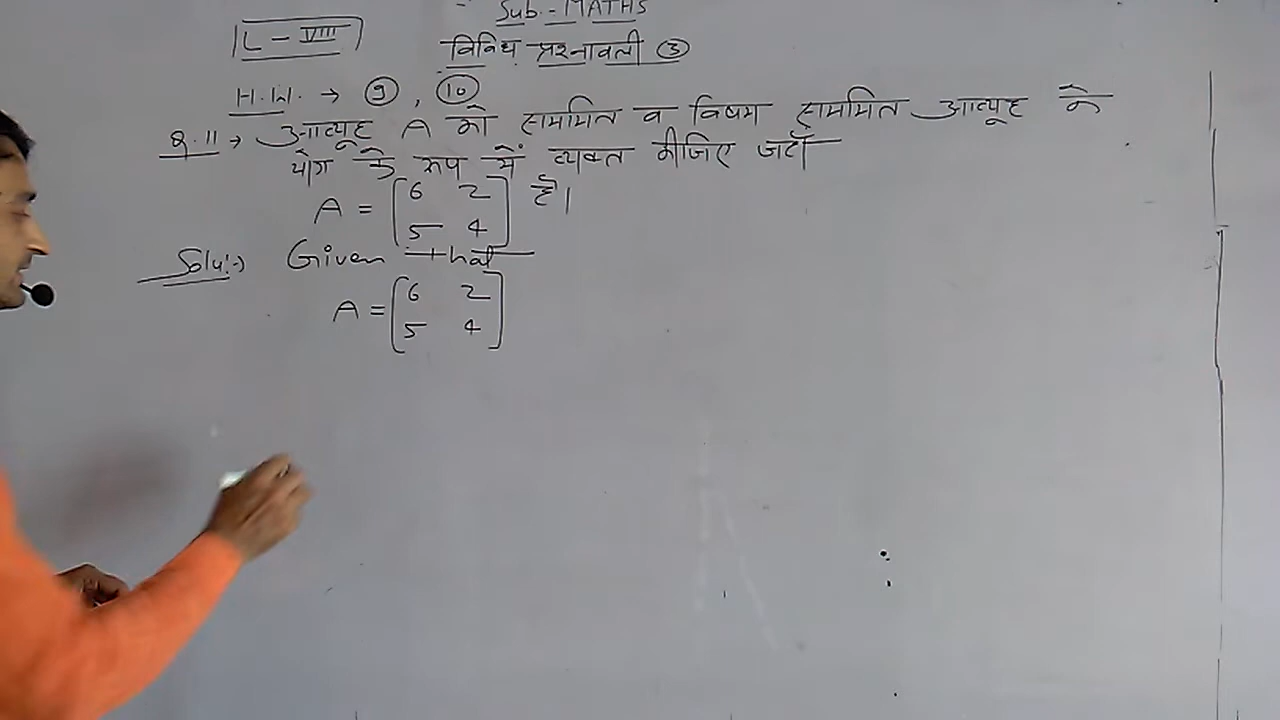 Sub.-MATHS
L-VIII
विविध प्रश्नावली ③
H.W. → ⑨, ⑩
Q.11 → आव्यूह A को सममित व विषम सममित आव्यूह के
योग के रूप में व्यक्त कीजिए जहाँ
A = [6 2
5 4] है।
Solu:-) Given that
A = [6 2
5 4]